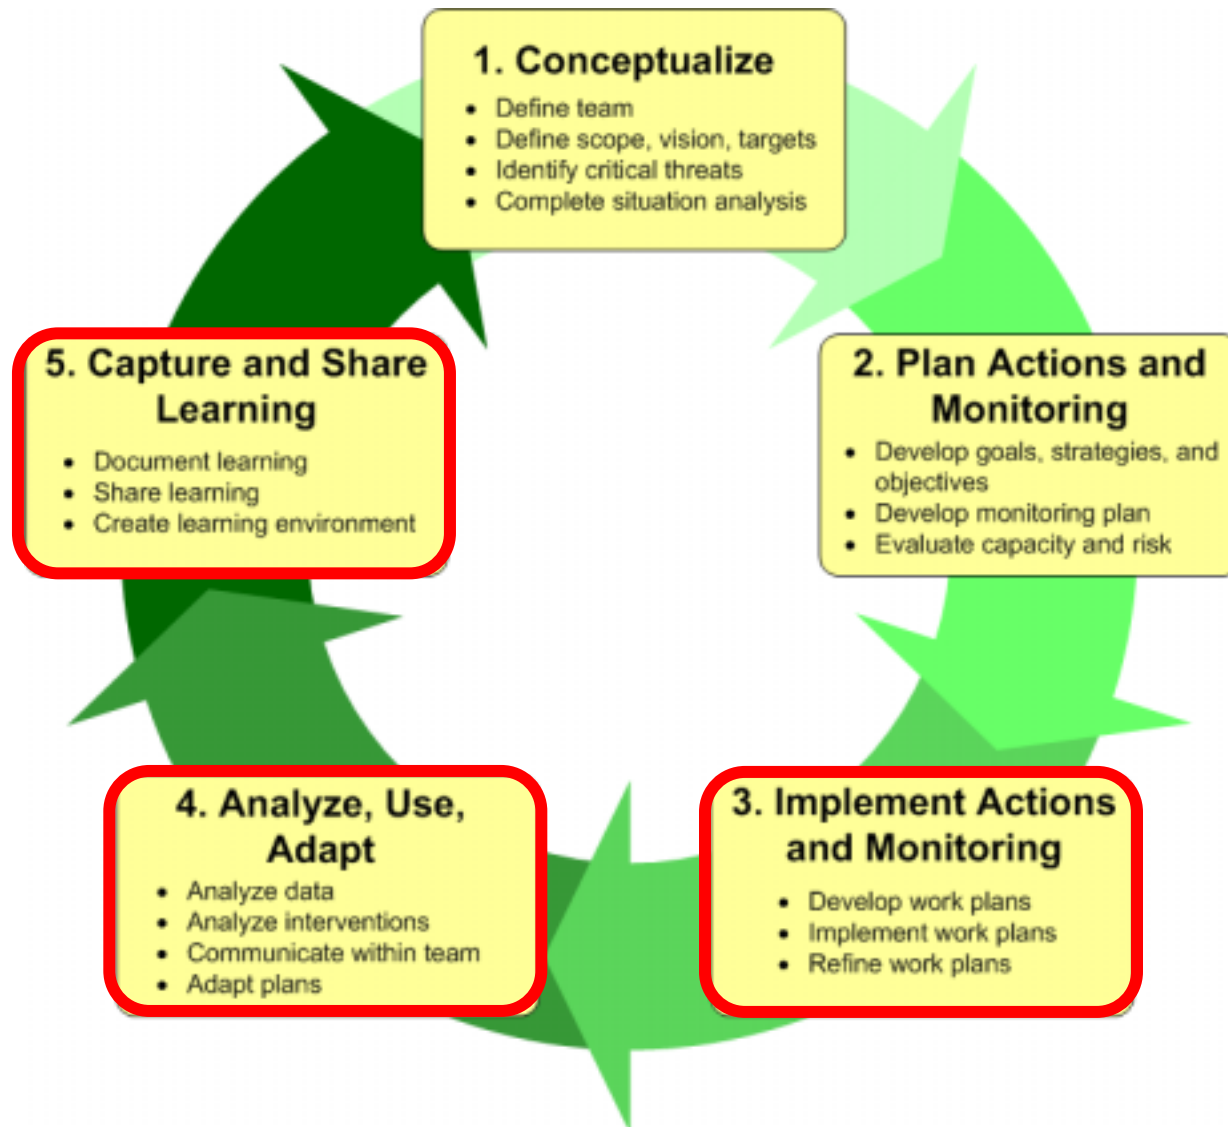 1. Conceptualize
• Define team
• Define scope, vision, targets
• Identify critical threats
• Complete situation analysis
2. Plan Actions and
Monitoring
• Develop goals, strategies, and
objectives
• Develop monitoring plan
• Evaluate capacity and risk
3. Implement Actions
and Monitoring
• Develop work plans
• Implement work plans
• Refine work plans
4. Analyze, Use,
Adapt
• Analyze data
• Analyze interventions
• Communicate within team
• Adapt plans
5. Capture and Share
Learning
• Document learning
• Share learning
• Create learning environment